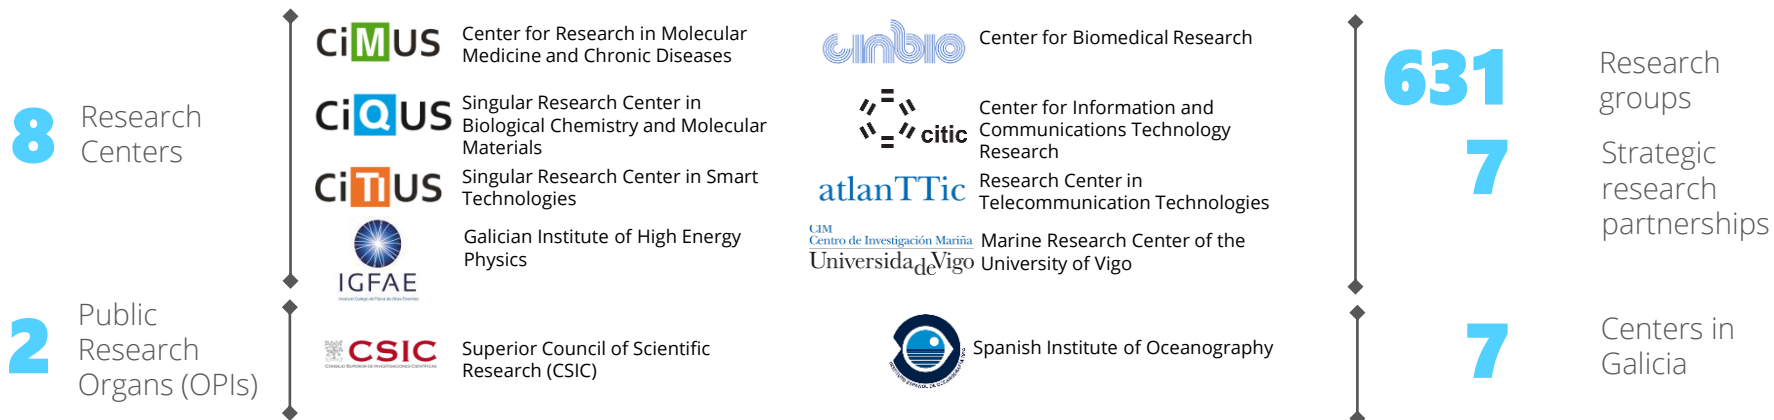 8
Research
Centers
CiMUS
Center for Research in Molecular
Medicine and Chronic Diseases
CiQUS
Singular Research Center in
Biological Chemistry and Molecular
Materials
CiTIUS
Singular Research Center in Smart
Technologies
IGFAE
Galician Institute of High Energy
Physics
cinbio
Center for Biomedical Research
citic
Center for Information and
Communications Technology
Research
atlanTTic
Research Center in
Telecommunication Technologies
CIM
Centro de Investigación Mariña
UniversidadeVigo
Marine Research Center of the
University of Vigo
631
Research
groups
7
Strategic
research
partnerships
2
Public
Research
Organs (OPIs)
CSIC
CONSEJO SUPERIOR DE INVESTIGACIONES CIENTÍFICAS
Superior Council of Scientific
Research (CSIC)
Spanish Institute of Oceanography
7
Centers in
Galicia